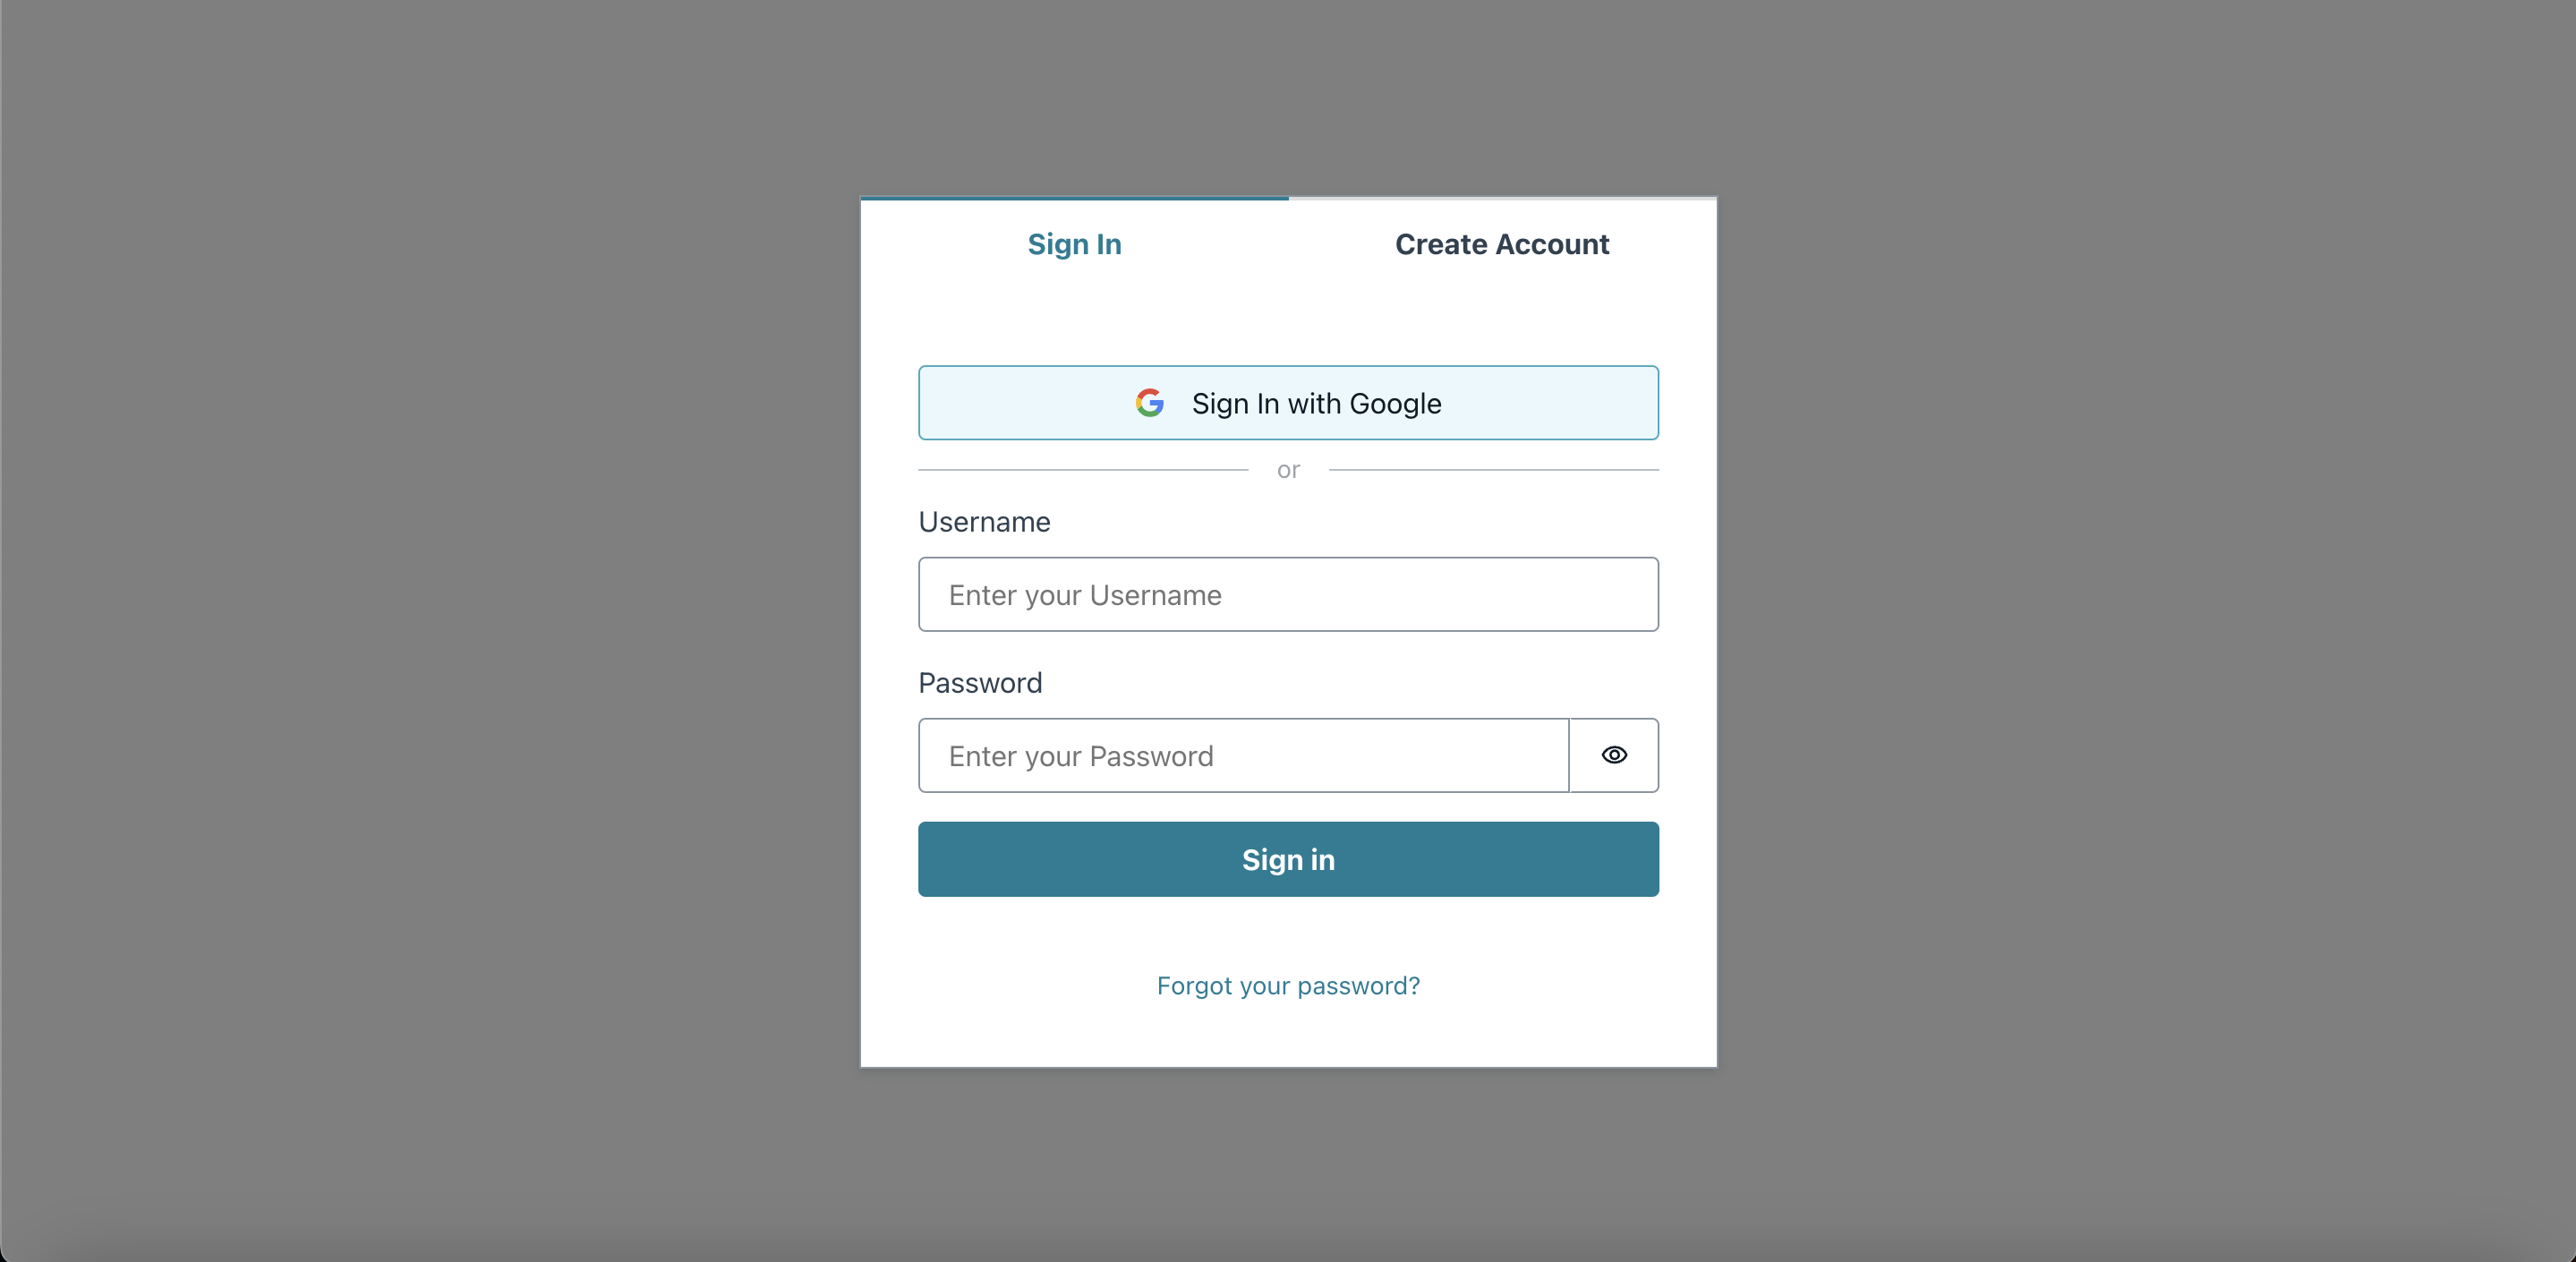 Sign In
Create Account
Sign In with Google
or
Username
Enter your Username
Password
Enter your Password
Sign in
Forgot your password?